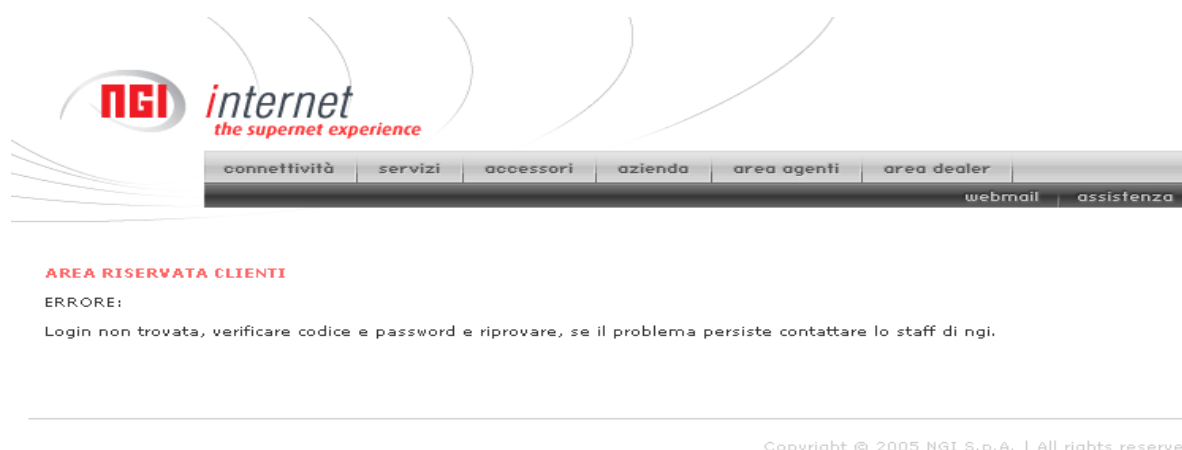 NGI internet
the supernet experience
connettività servizi accessori azienda area agenti area dealer
webmail assistenza
AREA RISERVATA CLIENTI
ERRORE:
Login non trovata, verificare codice e password e riprovare, se il problema persiste contattare lo staff di ngi.
Copyright © 2005 NGI S.p.A. | All rights reserve